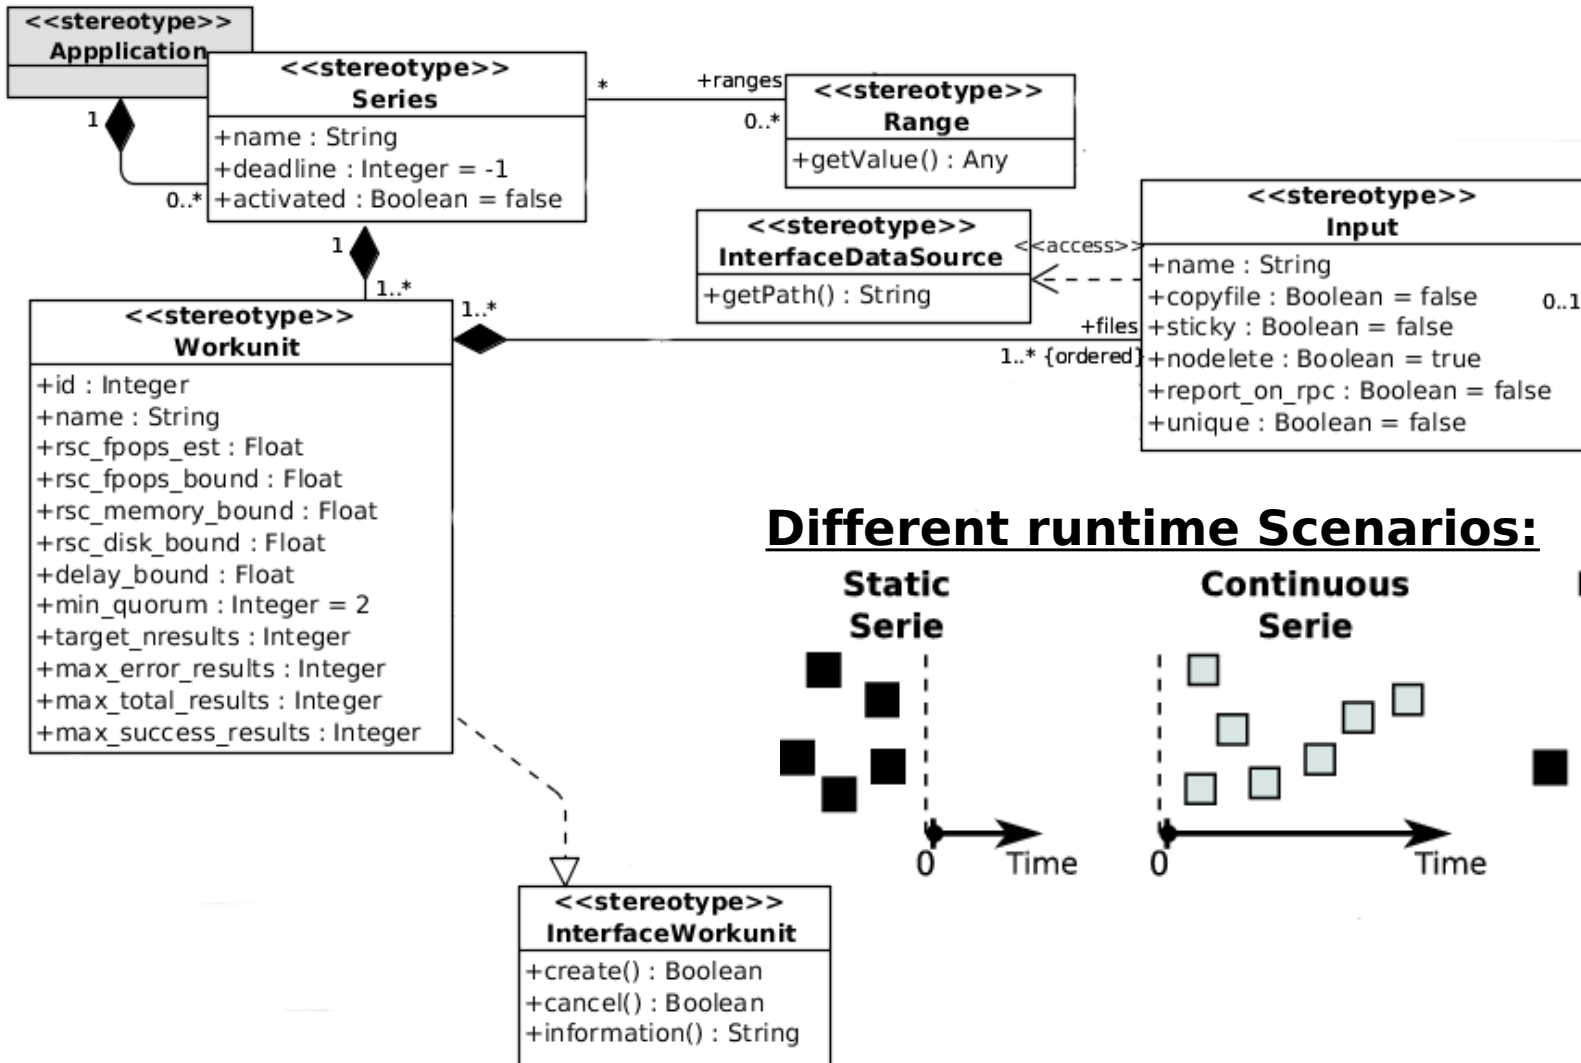 <<stereotype>>
Appplication
1
0..*
<<stereotype>>
Series
+name : String
+deadline : Integer = -1
+activated : Boolean = false
*
+ranges
0..*
<<stereotype>>
Range
+getValue() : Any
1
1..*
<<stereotype>>
InterfaceDataSource
+getPath() : String
<<access>>
<<stereotype>>
Input
+name : String
+copyfile : Boolean = false
+sticky : Boolean = false
+nodelete : Boolean = true
+report_on_rpc : Boolean = false
+unique : Boolean = false
0..1
1..*
+files
1..* {ordered}
<<stereotype>>
Workunit
+id : Integer
+name : String
+rsc_fpops_est : Float
+rsc_fpops_bound : Float
+rsc_memory_bound : Float
+rsc_disk_bound : Float
+delay_bound : Float
+min_quorum : Integer = 2
+target_nresults : Integer
+max_error_results : Integer
+max_total_results : Integer
+max_success_results : Integer
Different runtime Scenarios:
Static
Serie
0
Time
Continuous
Serie
0
Time
<<stereotype>>
InterfaceWorkunit
+create() : Boolean
+cancel() : Boolean
+information() : String